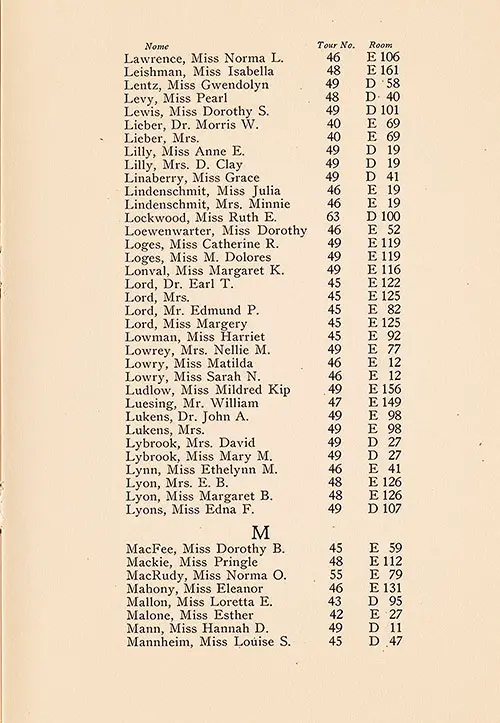 Name Tour No. Room
Lawrence, Miss Norma L. 46 E 106
Leishman, Miss Isabella 48 E 161
Lentz, Miss Gwendolyn 49 D 58
Levy, Miss Pearl 48 D 40
Lewis, Miss Dorothy S. 49 D 101
Lieber, Dr. Morris W. 40 E 69
Lieber, Mrs. 40 E 69
Lilly, Miss Anne E. 49 D 19
Lilly, Mrs. D. Clay 49 D 19
Linaberry, Miss Grace 49 D 41
Lindenschmit, Miss Julia 46 E 19
Lindenschmit, Mrs. Minnie 46 E 19
Lockwood, Miss Ruth E. 63 D 100
Loewenwarter, Miss Dorothy 46 E 52
Loges, Miss Catherine R. 49 E 119
Loges, Miss M. Dolores 49 E 119
Lonval, Miss Margaret K. 49 E 116
Lord, Dr. Earl T. 45 E 122
Lord, Mrs. 45 E 125
Lord, Mr. Edmund P. 45 E 82
Lord, Miss Margery 45 E 125
Lowman, Miss Harriet 45 E 92
Lowrey, Mrs. Nellie M. 49 E 77
Lowry, Miss Matilda 46 E 12
Lowry, Miss Sarah N. 46 E 12
Ludlow, Miss Mildred Kip 49 E 156
Luesing, Mr. William 47 E 149
Lukens, Dr. John A. 49 E 98
Lukens, Mrs. 49 E 98
Lybrook, Mrs. David 49 D 27
Lybrook, Miss Mary M. 49 D 27
Lynn, Miss Ethelynn M. 46 E 41
Lyon, Mrs. E. B. 48 E 126
Lyon, Miss Margaret B. 48 E 126
Lyons, Miss Edna F. 49 D 107
M
MacFee, Miss Dorothy B. 45 E 59
Mackie, Miss Pringle 48 E 112
MacRudy, Miss Norma O. 55 E 79
Mahony, Miss Eleanor 46 E 131
Mallon, Miss Loretta E. 43 D 95
Malone, Miss Esther 42 E 27
Mann, Miss Hannah D. 49 D 11
Mannheim, Miss Louise S. 45 D 47